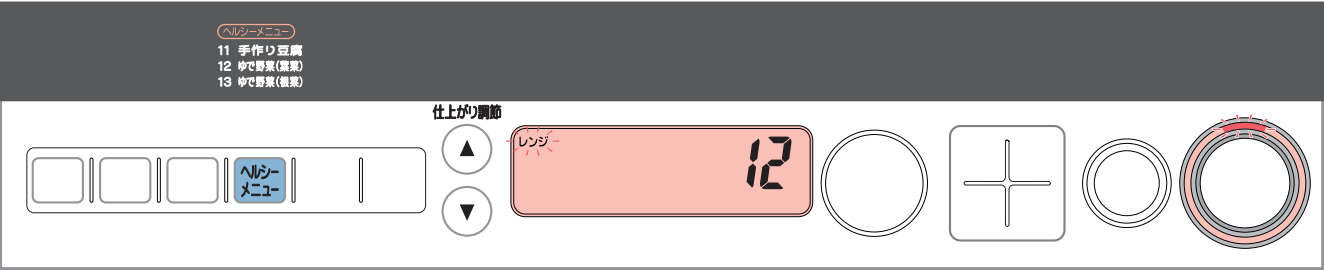 ヘルシーメニュー
11 手作り豆腐
12 ゆで野菜(葉菜)
13 ゆで野菜(根菜)
仕上がり調節
▲
レンジ
12
ヘルシー
メニュー
▼